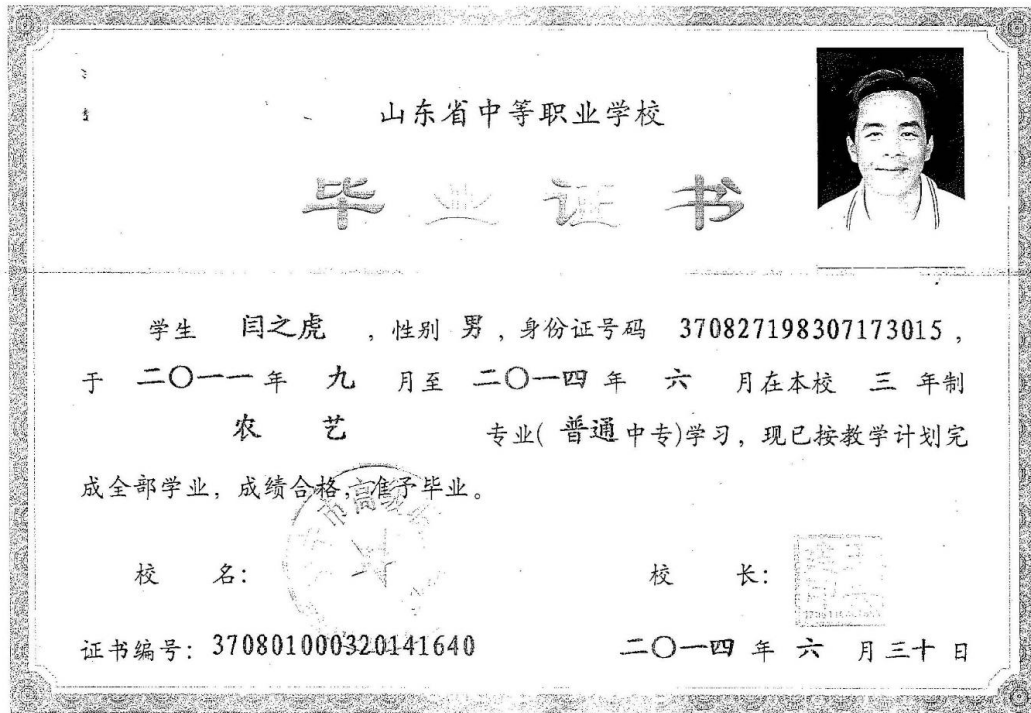 山东省中等职业学校
毕业证书
学生 闫之虎 ，性别 男 ，身份证号码 370827198307173015 ，
于 二〇一一 年 九 月至 二〇一四 年 六 月在本校 三 年制
农 艺 专业( 普通 中专)学习，现已按教学计划完
成全部学业，成绩合格，准予毕业。
市高级
校 名：
校 长：
证书编号：370801000320141640
二〇一四 年 六 月 三十 日